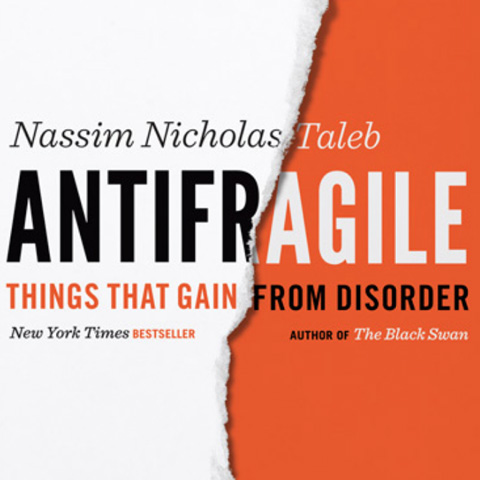 Nassim Nicholas Taleb
ANTIFRAGILE
THINGS THAT GAIN FROM DISORDER
New York Times BESTSELLER AUTHOR OF The Black Swan